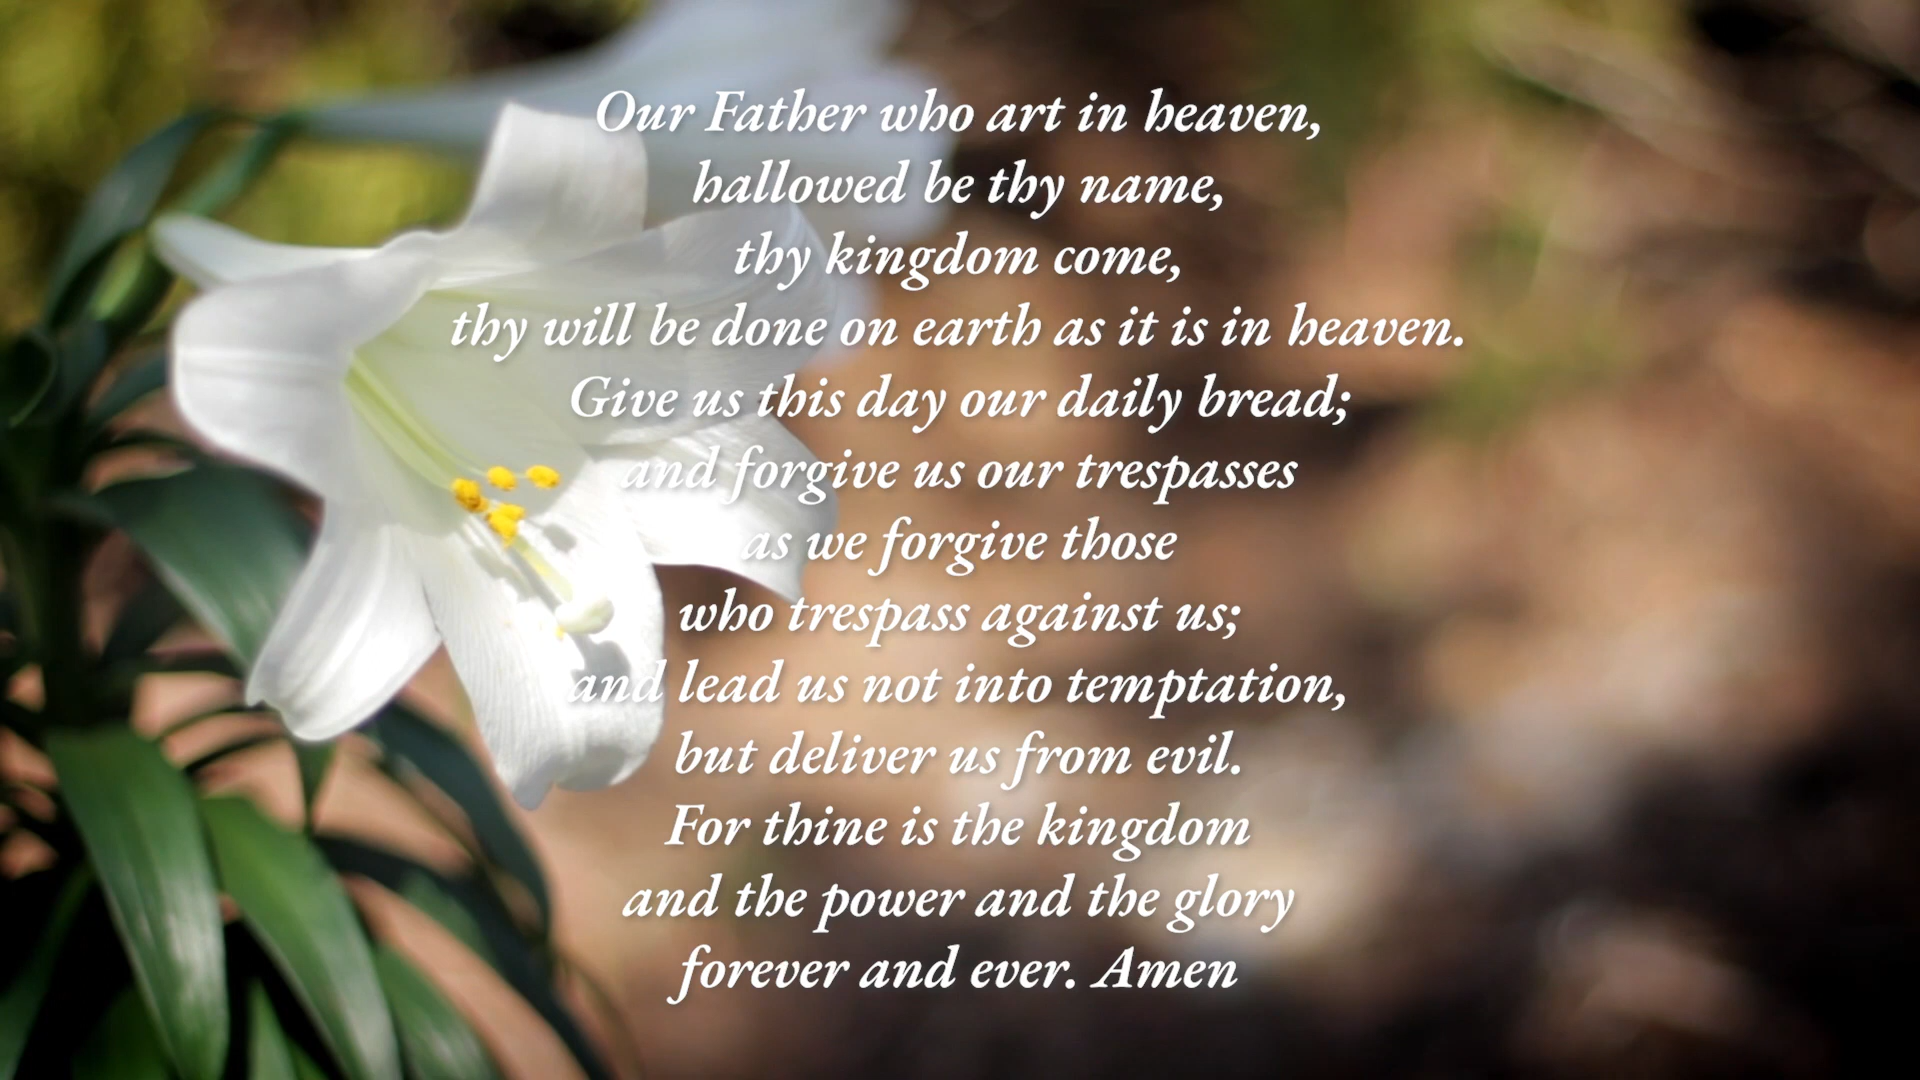 Our Father who art in heaven,
hallowed be thy name,
thy kingdom come,
thy will be done on earth as it is in heaven.
Give us this day our daily bread;
and forgive us our trespasses
as we forgive those
who trespass against us;
and lead us not into temptation,
but deliver us from evil.
For thine is the kingdom
and the power and the glory
forever and ever. Amen